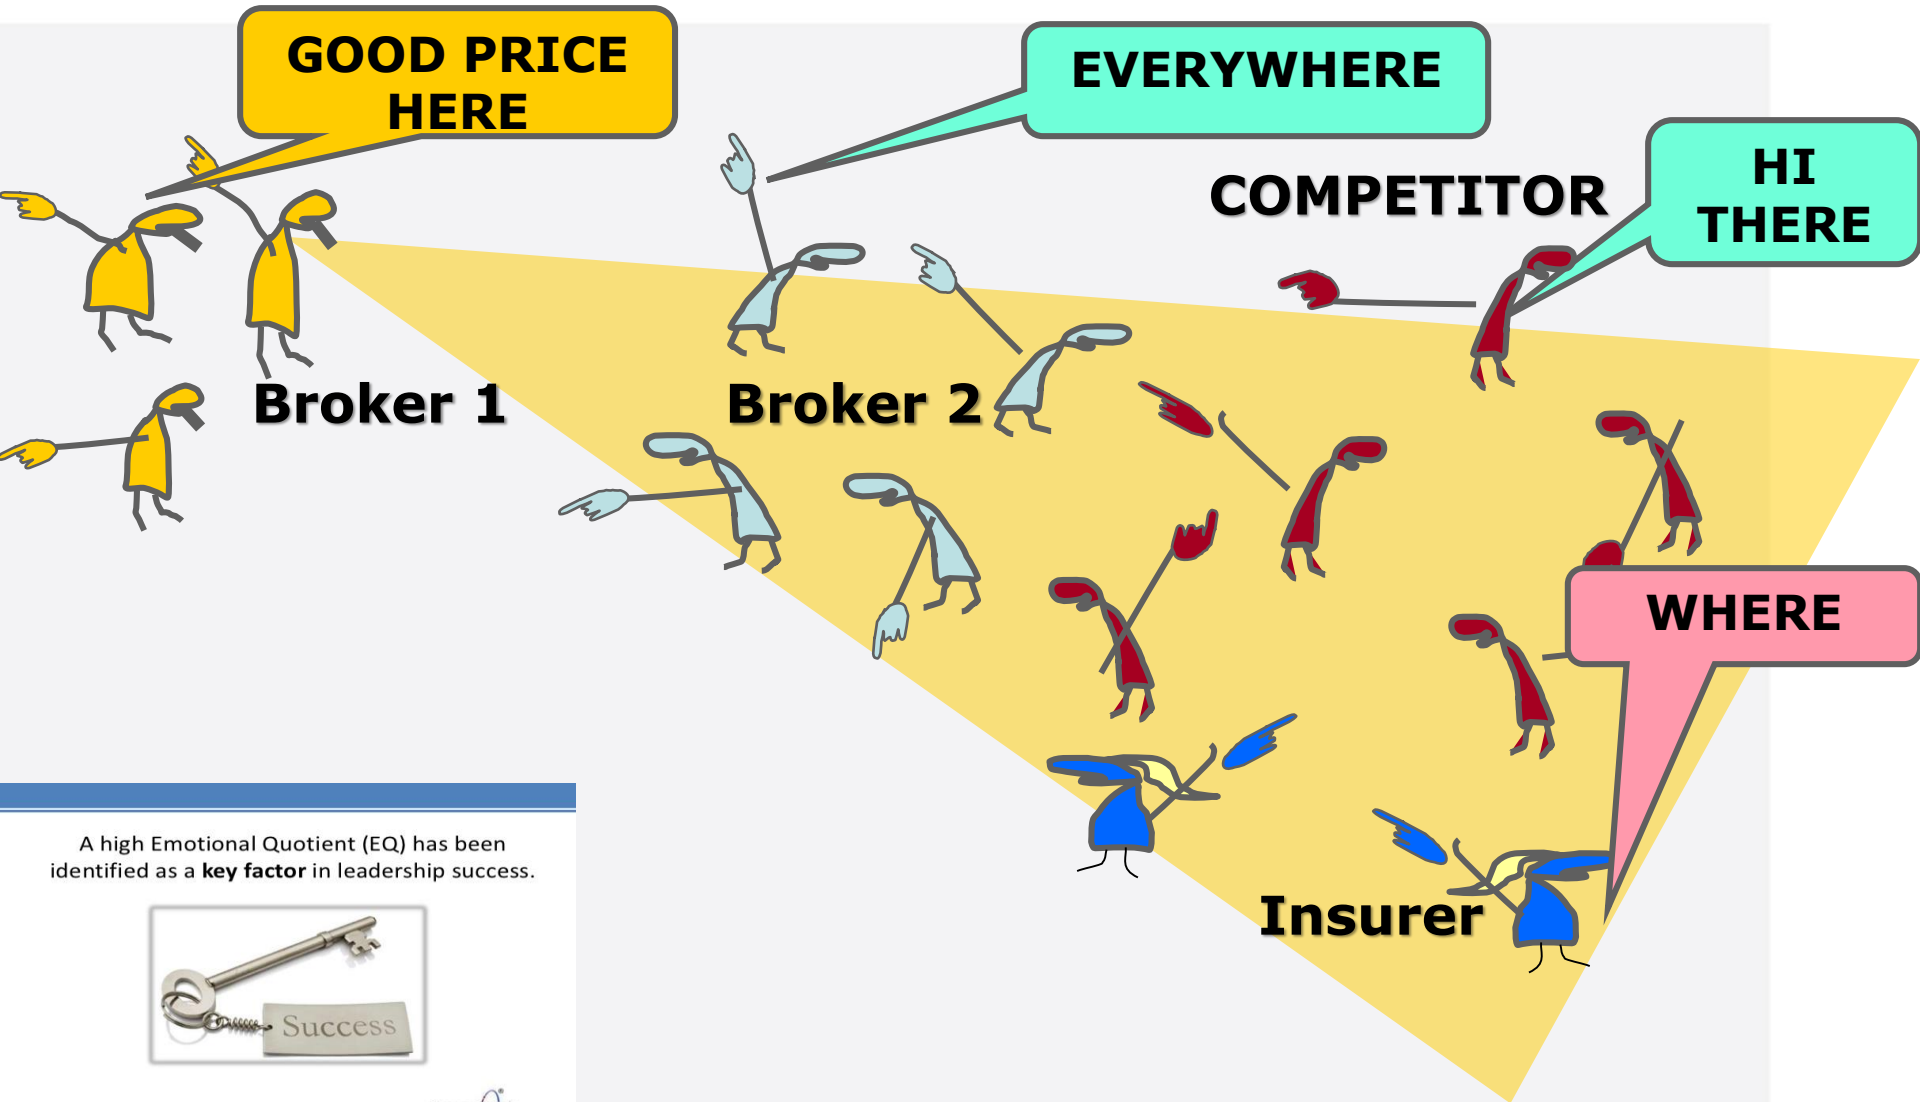 GOOD PRICE
HERE
EVERYWHERE
HI
THERE
COMPETITOR
Broker 1
Broker 2
WHERE
Insurer
A high Emotional Quotient (EQ) has been
identified as a key factor in leadership success.
Success